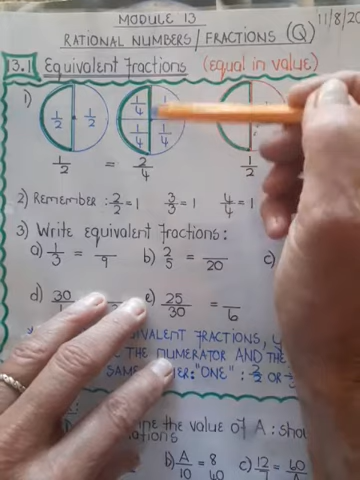 MODULE 13
11/8/20
RATIONAL NUMBERS / FRACTIONS (Q)
3.1 Equivalent Fractions (equal in value)
1) 1/2 1/2 1/4 1/4 1/4 1/4
1/2 = 2/4 1/2
2) Remember: 2/2 = 1 3/3 = 1 4/4 = 1
3) Write equivalent fractions:
a) 1/3 = /9 b) 2/5 = /20 c)
d) 30/ e) 25/30 = /6
FRACTIONS,
THE NUMERATOR AND THE
SAME "ONE": 2/2 OR
the value of A: show
b) A/10 = 8/40 c) 12/7 = 60/A